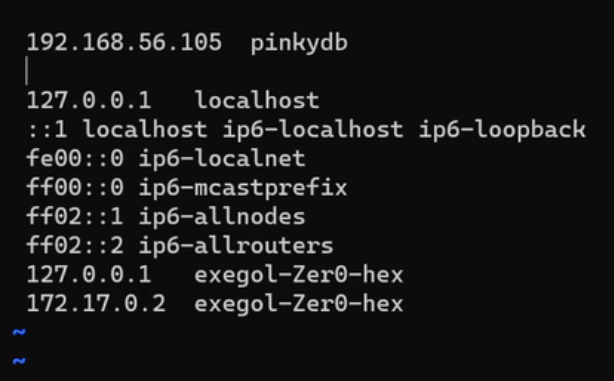 192.168.56.105  pinkydb
127.0.0.1   localhost
::1 localhost ip6-localhost ip6-loopback
fe00::0 ip6-localnet
ff00::0 ip6-mcastprefix
ff02::1 ip6-allnodes
ff02::2 ip6-allrouters
127.0.0.1   exegol-Zer0-hex
172.17.0.2  exegol-Zer0-hex
~
~